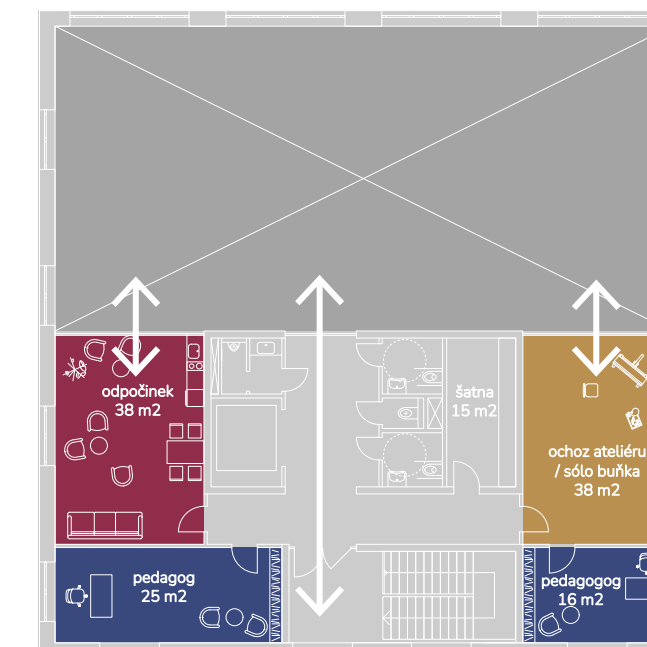 odpočinek
38 m2
šatna
15 m2
ochoz ateliéru
/ sólo buňka
38 m2
pedagog
25 m2
pedagogog
16 m2